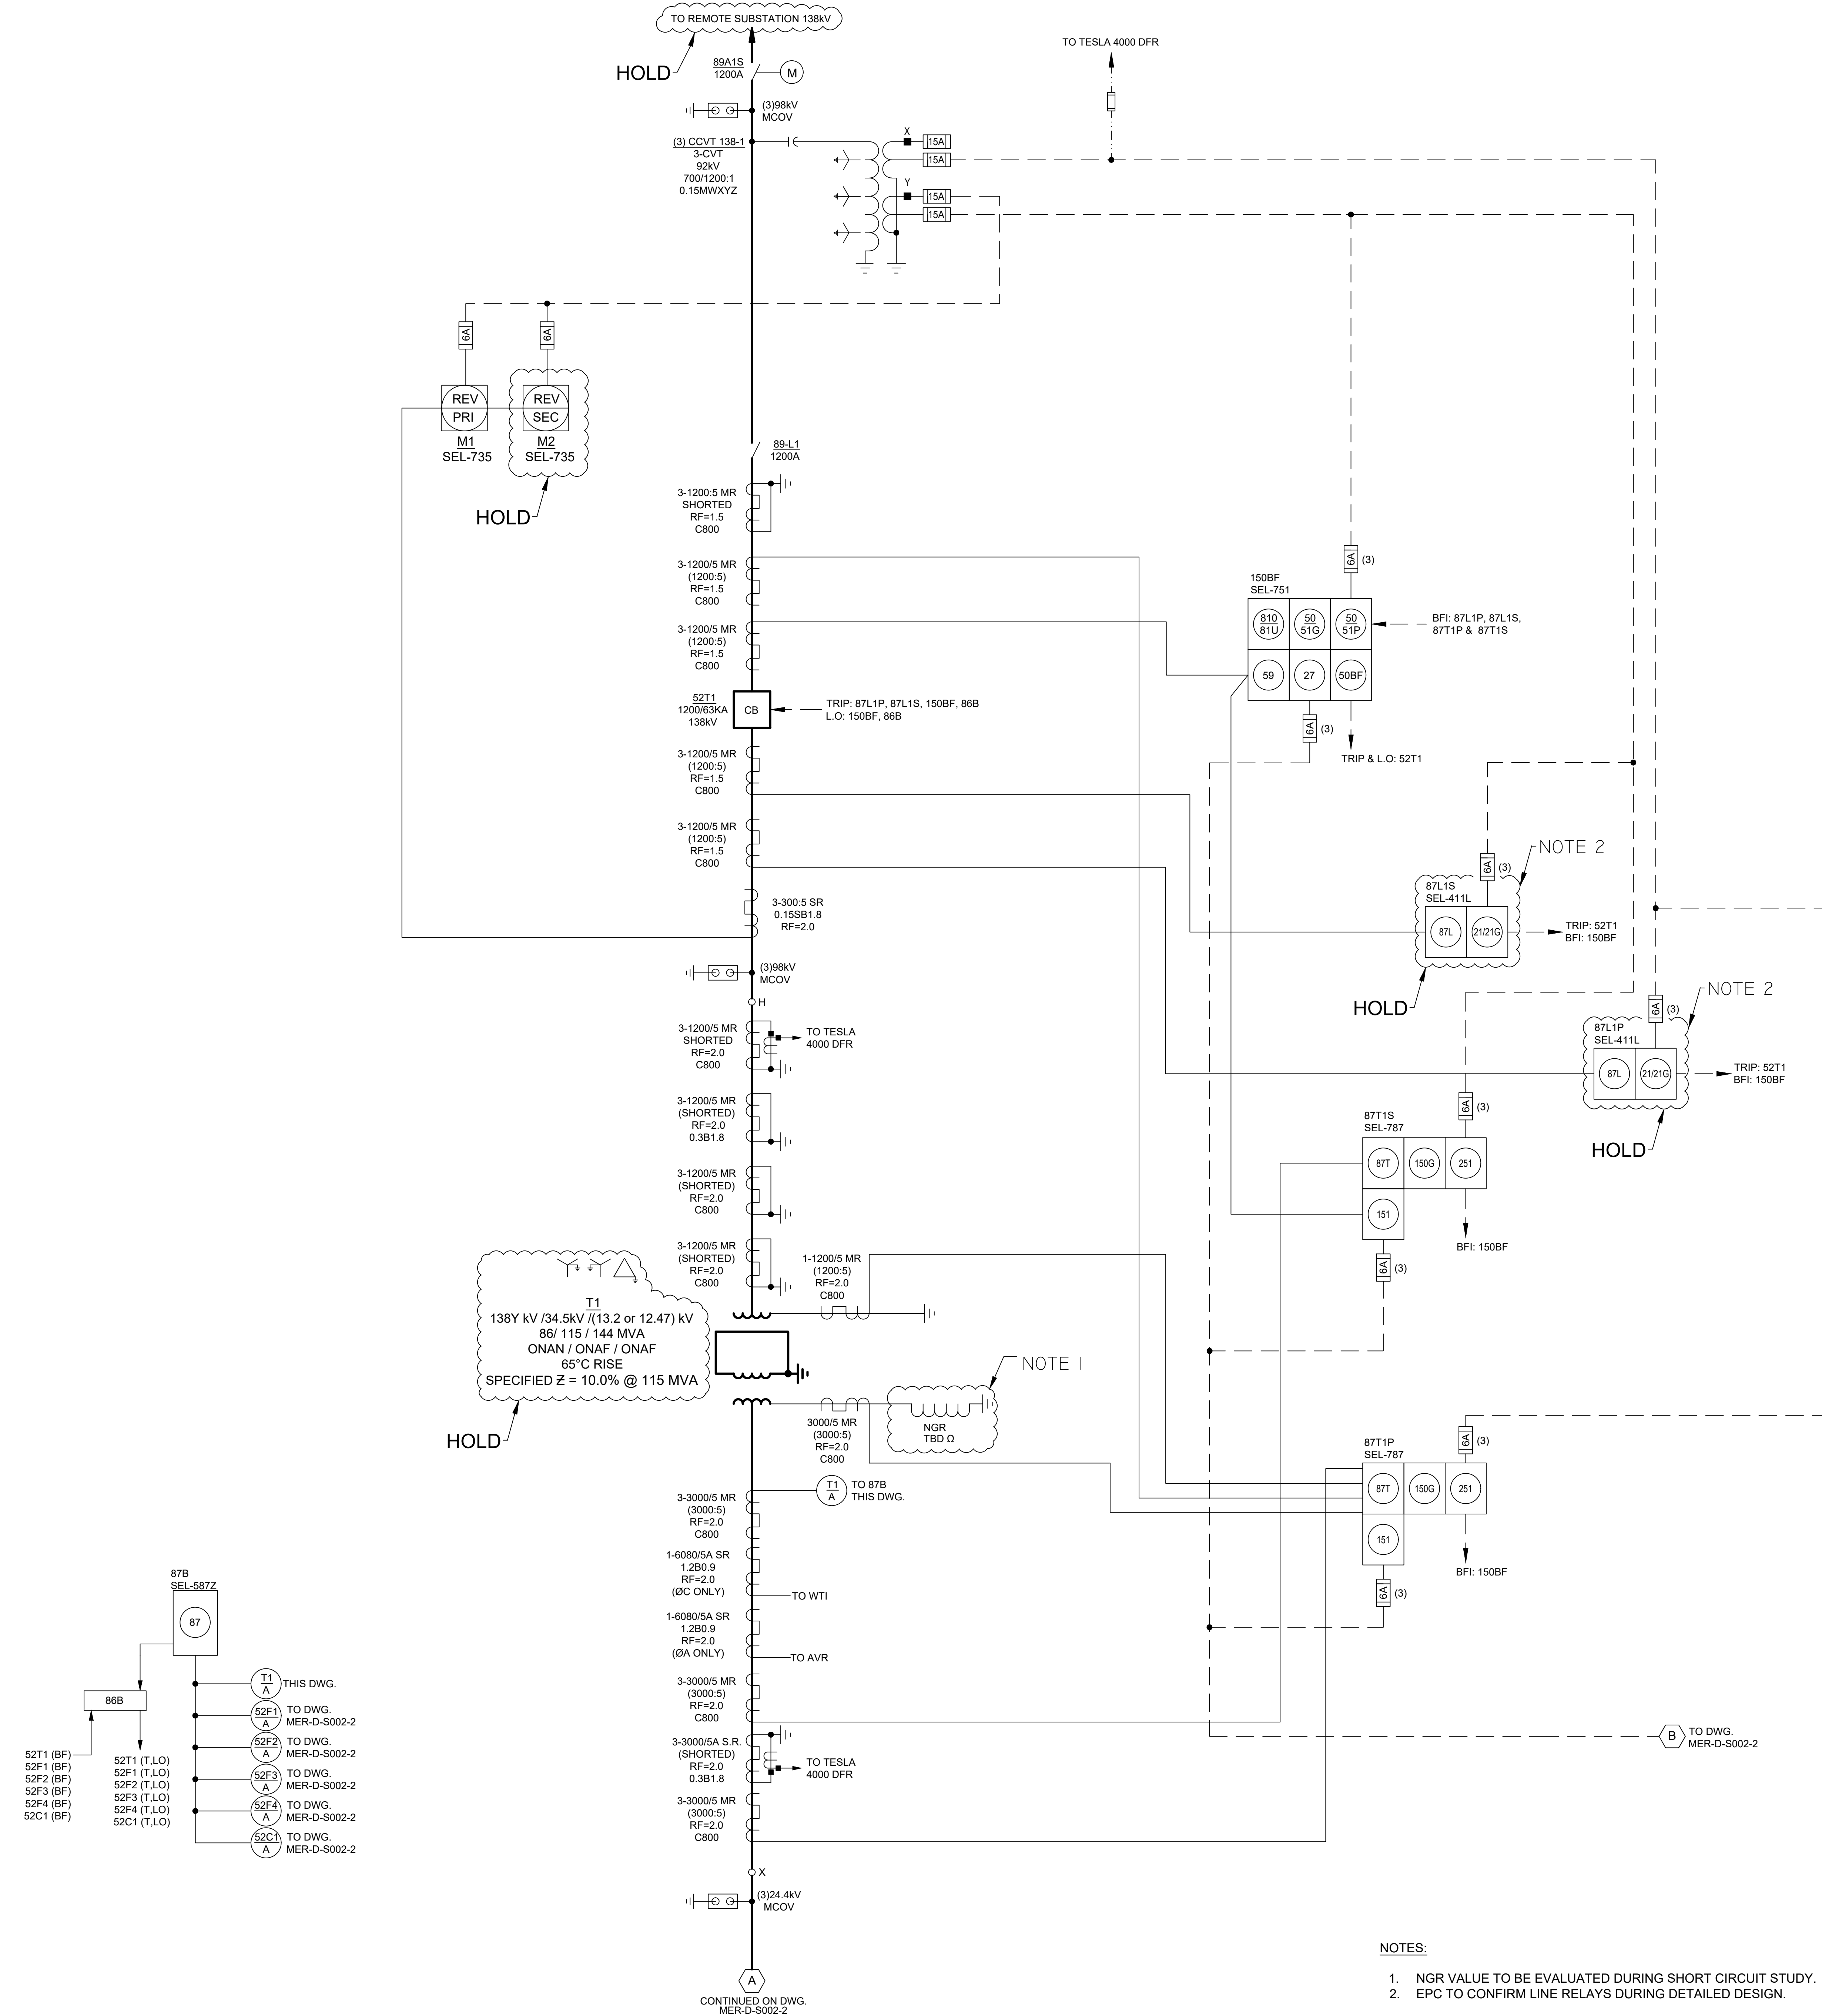 TO REMOTE SUBSTATION 138kV
HOLD
89A1S
1200A
M
(3)98kV
MCOV
TO TESLA 4000 DFR
(3) CCVT 138-1
3-CVT
92kV
700/1200:1
0.15MWXYZ
X
15A
15A
Y
15A
15A
6A
6A
REV
PRI
M1
SEL-735
REV
SEC
M2
SEL-735
HOLD
89-L1
1200A
3-1200:5 MR
SHORTED
RF=1.5
C800
3-1200/5 MR
(1200:5)
RF=1.5
C800
3-1200/5 MR
(1200:5)
RF=1.5
C800
52T1
1200/63KA
138kV
CB
TRIP: 87L1P, 87L1S, 150BF, 86B
L.O: 150BF, 86B
3-1200/5 MR
(1200:5)
RF=1.5
C800
3-1200/5 MR
(1200:5)
RF=1.5
C800
3-300:5 SR
0.15SB1.8
RF=2.0
(3)98kV
MCOV
H
3-1200/5 MR
SHORTED
RF=2.0
C800
TO TESLA
4000 DFR
3-1200/5 MR
(SHORTED)
RF=2.0
0.3B1.8
3-1200/5 MR
(SHORTED)
RF=2.0
C800
3-1200/5 MR
(SHORTED)
RF=2.0
C800
1-1200/5 MR
(1200:5)
RF=2.0
C800
T1
138Y kV /34.5kV /(13.2 or 12.47) kV
86/ 115 / 144 MVA
ONAN / ONAF / ONAF
65°C RISE
SPECIFIED Z = 10.0% @ 115 MVA
HOLD
NOTE 1
NGR
TBD Ω
3000/5 MR
(3000:5)
RF=2.0
C800
T1
A
TO 87B
THIS DWG.
3-3000/5 MR
(3000:5)
RF=2.0
C800
1-6080/5A SR
1.2B0.9
RF=2.0
(ØC ONLY)
TO WTI
1-6080/5A SR
1.2B0.9
RF=2.0
(ØA ONLY)
TO AVR
3-3000/5 MR
(3000:5)
RF=2.0
C800
3-3000/5A S.R.
(SHORTED)
RF=2.0
0.3B1.8
TO TESLA
4000 DFR
3-3000/5 MR
(3000:5)
RF=2.0
C800
X
(3)24.4kV
MCOV
A
CONTINUED ON DWG.
MER-D-S002-2
150BF
SEL-751
6A
(3)
810
81U
50
51G
50
51P
59
27
50BF
BFI: 87L1P, 87L1S,
87T1P & 87T1S
6A
(3)
TRIP & L.O: 52T1
6A
(3)
NOTE 2
87L1S
SEL-411L
87L
21/21G
TRIP: 52T1
BFI: 150BF
HOLD
6A
(3)
NOTE 2
87L1P
SEL-411L
87L
21/21G
TRIP: 52T1
BFI: 150BF
HOLD
6A
(3)
87T1S
SEL-787
87T
150G
251
151
BFI: 150BF
6A
(3)
6A
(3)
87T1P
SEL-787
87T
150G
251
151
BFI: 150BF
6A
(3)
B
TO DWG.
MER-D-S002-2
87B
SEL-587Z
87
86B
52T1 (BF)
52F1 (BF)
52F2 (BF)
52F3 (BF)
52F4 (BF)
52C1 (BF)
52T1 (T,LO)
52F1 (T,LO)
52F2 (T,LO)
52F3 (T,LO)
52F4 (T,LO)
52C1 (T,LO)
T1
A
THIS DWG.
52F1
A
TO DWG.
MER-D-S002-2
52F2
A
TO DWG.
MER-D-S002-2
52F3
A
TO DWG.
MER-D-S002-2
52F4
A
TO DWG.
MER-D-S002-2
52C1
A
TO DWG.
MER-D-S002-2
NOTES:
1. NGR VALUE TO BE EVALUATED DURING SHORT CIRCUIT STUDY.
2. EPC TO CONFIRM LINE RELAYS DURING DETAILED DESIGN.